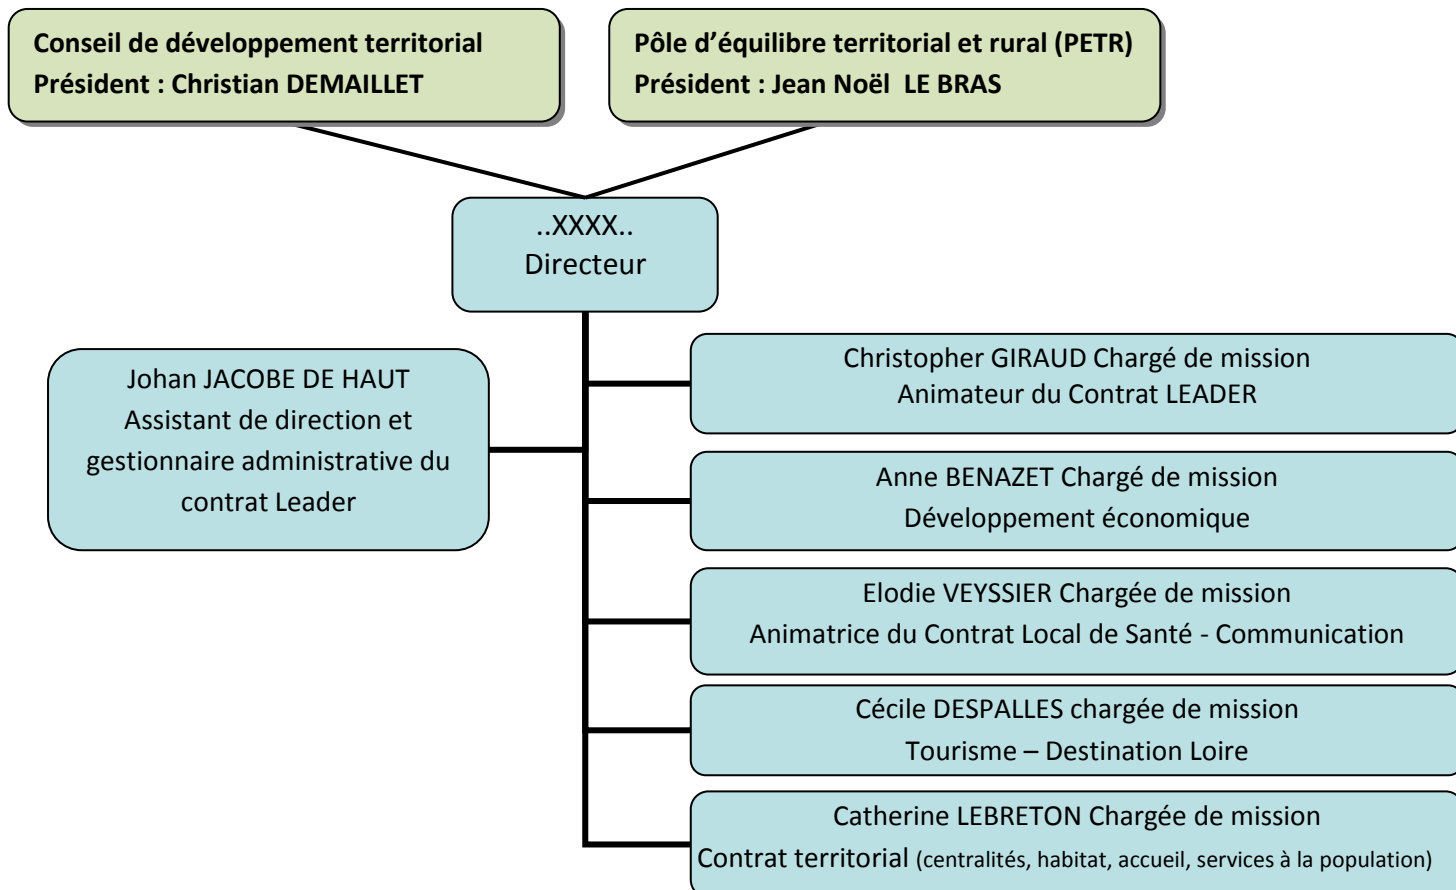 Conseil de développement territorial
Président : Christian DEMAILLET
Pôle d’équilibre territorial et rural (PETR)
Président : Jean Noël  LE BRAS
..XXXX..
Directeur
Johan JACOBE DE HAUT
Assistant de direction et
gestionnaire administrative du
contrat Leader
Christopher GIRAUD Chargé de mission
Animateur du Contrat LEADER
Anne BENAZET Chargé de mission
Développement économique
Elodie VEYSSIER Chargée de mission
Animatrice du Contrat Local de Santé - Communication
Cécile DESPALLES chargée de mission
Tourisme – Destination Loire
Catherine LEBRETON Chargée de mission
Contrat territorial (centralités, habitat, accueil, services à la population)